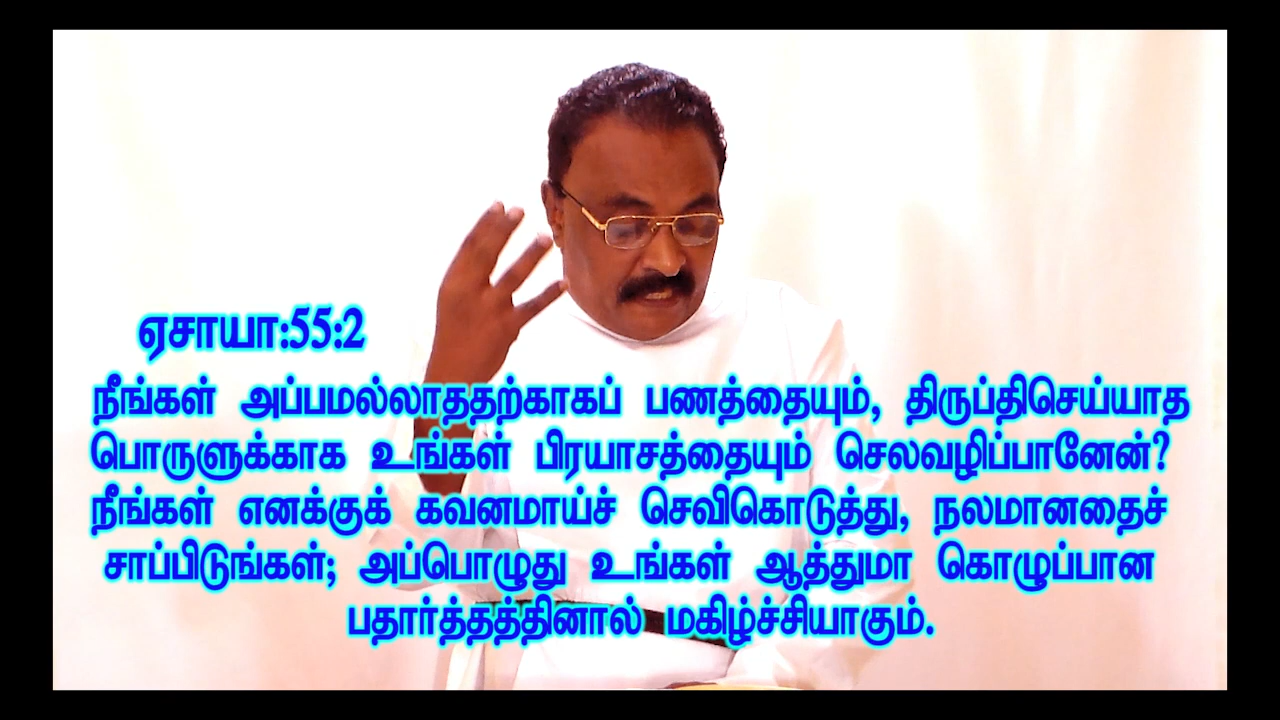 ஏசாயா:55:2
நீங்கள் அப்பமல்லாததற்காகப் பணத்தையும், திருப்திசெய்யாத
பொருளுக்காக உங்கள் பிரயாசத்தையும் செலவழிப்பானேன்?
நீங்கள் எனக்குக் கவனமாய்ச் செவிகொடுத்து, நலமானதைச்
சாப்பிடுங்கள்; அப்பொழுது உங்கள் ஆத்துமா கொழுப்பான
பதார்த்தத்தினால் மகிழ்ச்சியாகும்.